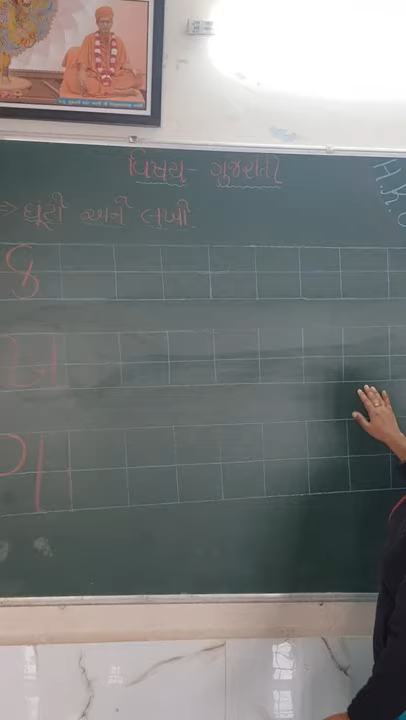 વિષય - ગુજરાતી
H.K.
⇒ ઘૂંટો અને લખો
ક
ખ
ગ